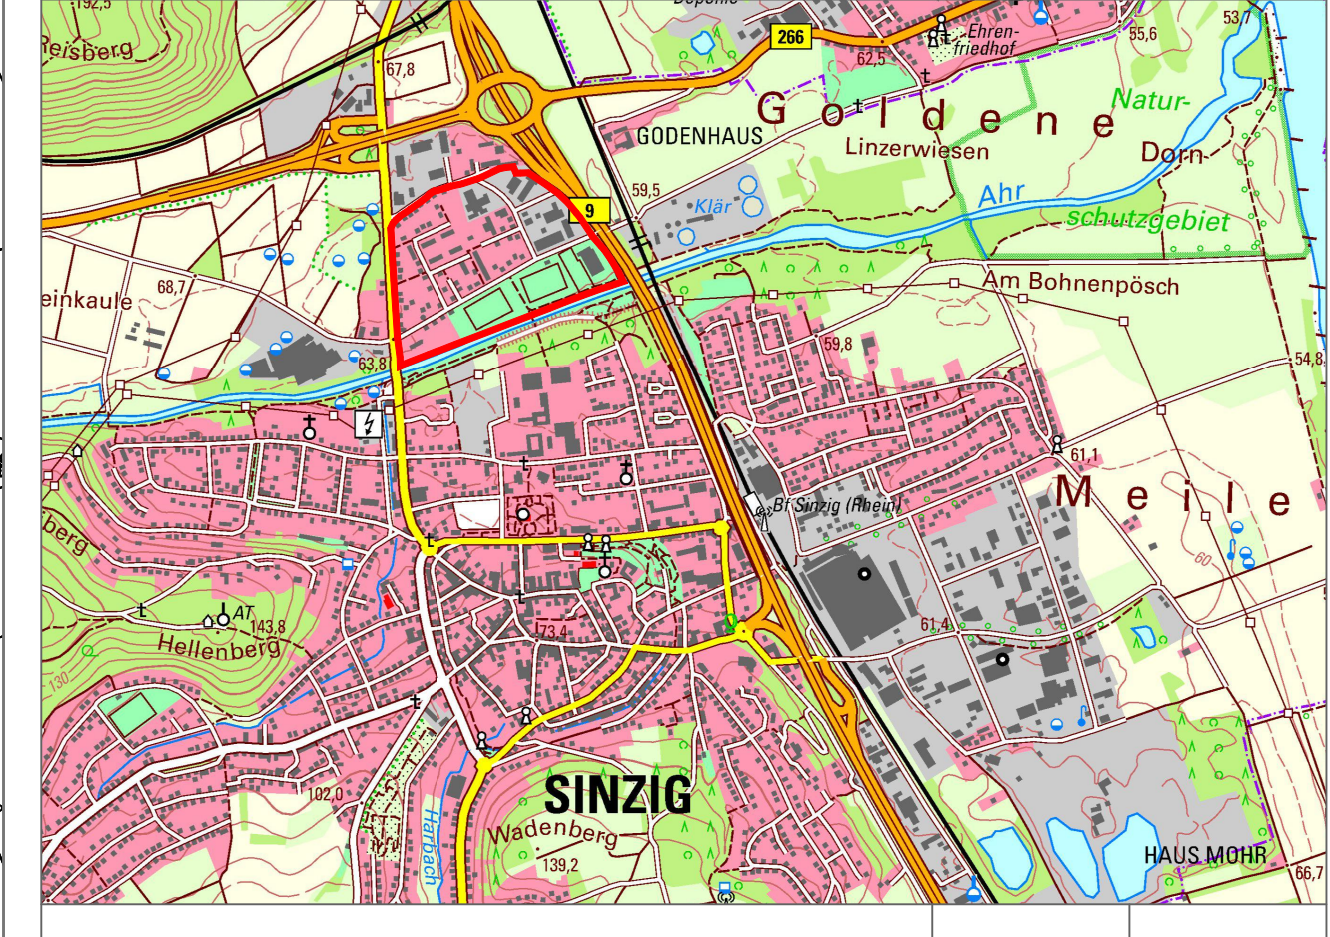 192,5
Reisberg
67,8
266
62,5
Ehren-
friedhof
55,6
53,7
Goldene
Natur-
GODENHAUS
Linzerwiesen
Dorn
59,5
9
Klär
Ahr
schutzgebiet
einkaule
68,7
Am Bohnenpösch
63,8
59,8
54,8
61,1
Meile
Bf Sinzig (Rhein)
berg
60
AT
143,8
Hellenberg
73,4
61,4
130
102,0
SINZIG
Wadenberg
139,2
Harbach
HAUS MOHR
66,7